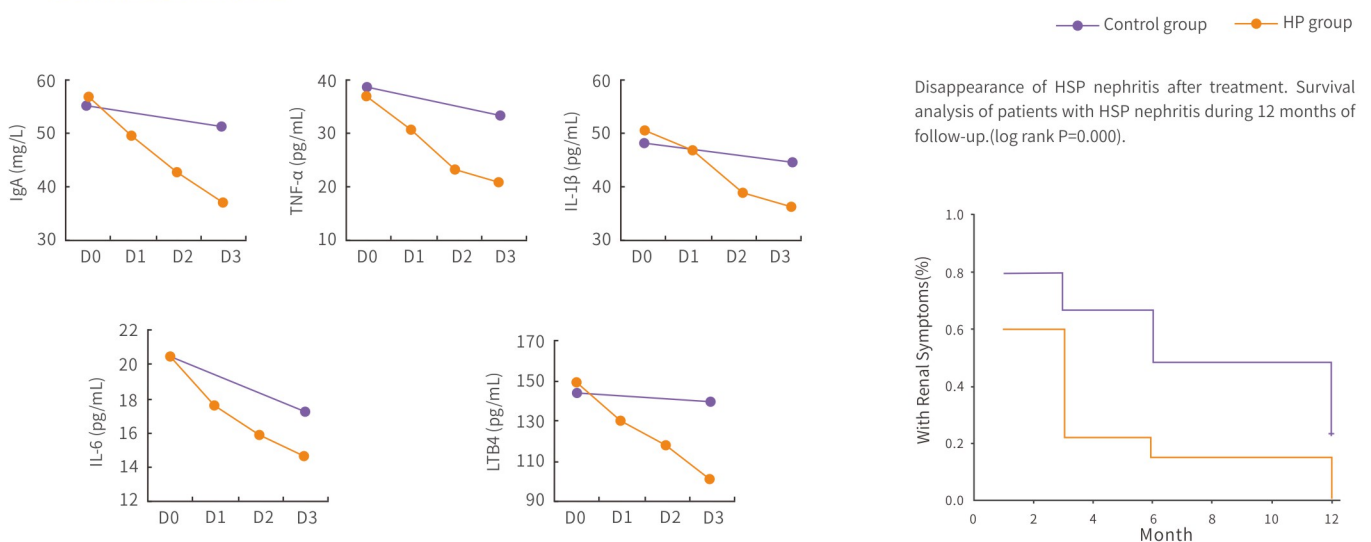 Control group
HP group
Disappearance of HSP nephritis after treatment. Survival
analysis of patients with HSP nephritis during 12 months of
follow-up.(log rank P=0.000).
IgA (mg/L)
60
50
40
30
D0 D1 D2 D3
TNF-α (pg/mL)
40
30
20
10
D0 D1 D2 D3
IL-1β (pg/mL)
60
50
40
30
D0 D1 D2 D3
IL-6 (pg/mL)
22
20
18
16
14
12
D0 D1 D2 D3
LTB4 (pg/mL)
170
150
130
110
90
D0 D1 D2 D3
With Renal Symptoms(%)
1.0
0.8
0.6
0.4
0.2
0.0
0 2 4 6 8 10 12
Month